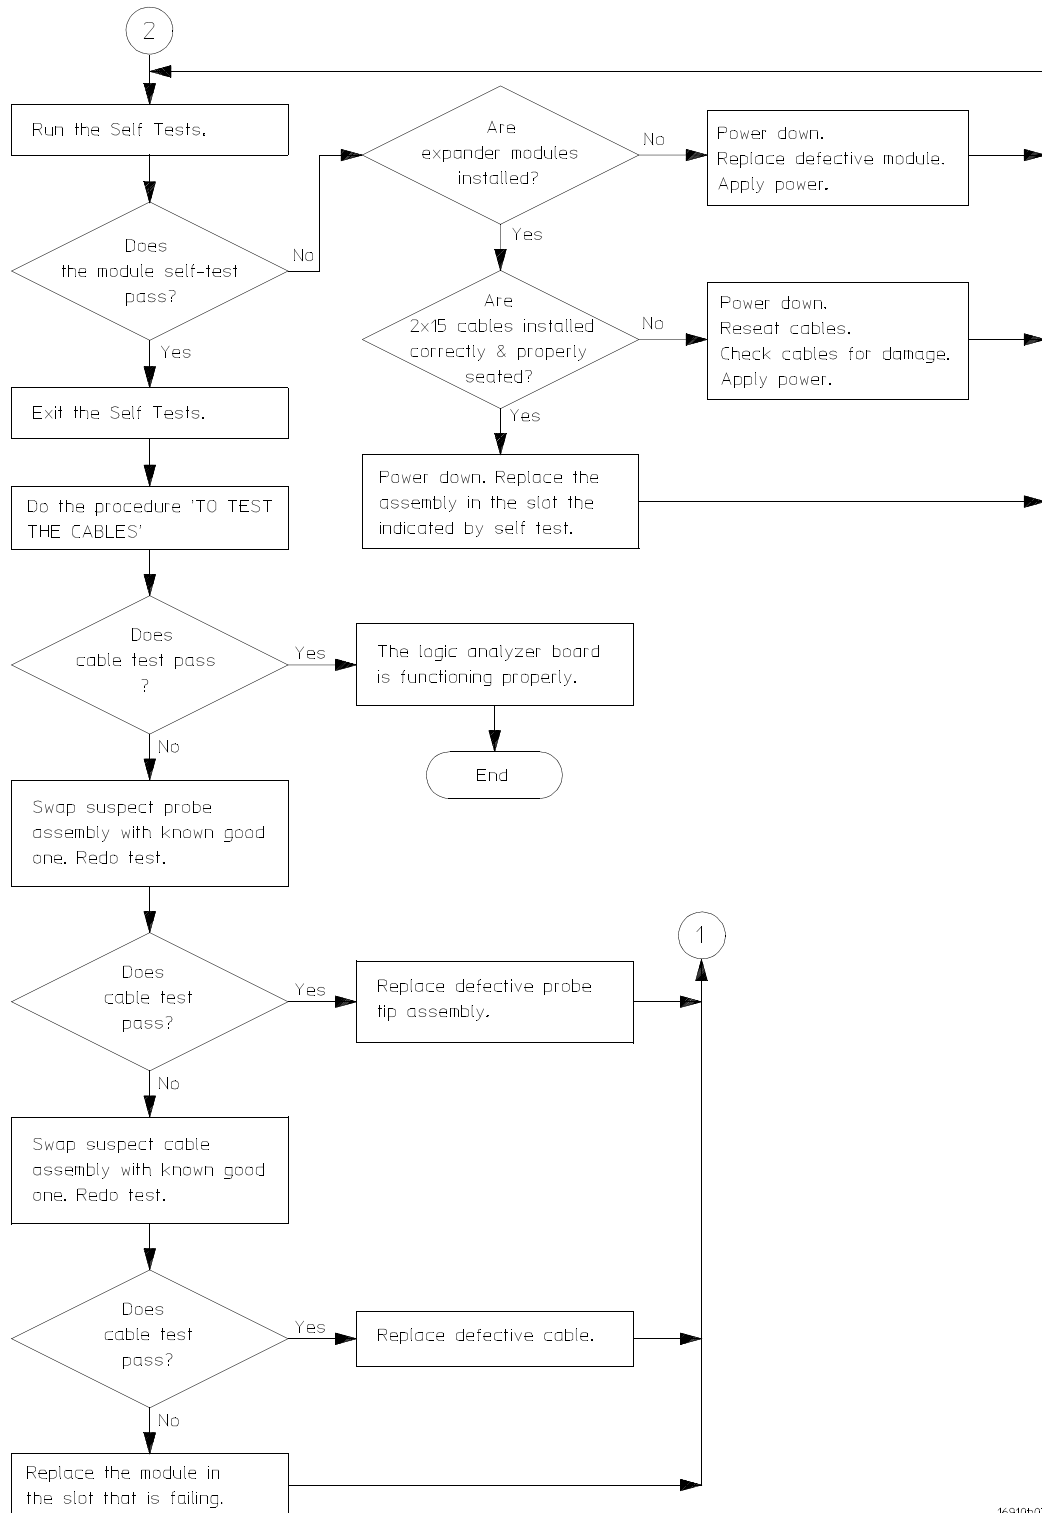 2
Run the Self Tests.
Does
the module self-test
pass?
No
Yes
Are
expander modules
installed?
No
Yes
Power down.
Replace defective module.
Apply power.
Are
2x15 cables installed
correctly & properly
seated?
No
Yes
Power down.
Reseat cables.
Check cables for damage.
Apply power.
Power down. Replace the
assembly in the slot the
indicated by self test.
Exit the Self Tests.
Do the procedure 'TO TEST
THE CABLES'
Does
cable test pass
?
Yes
No
The logic analyzer board
is functioning properly.
End
Swap suspect probe
assembly with known good
one. Redo test.
Does
cable test
pass?
Yes
No
Replace defective probe
tip assembly.
1
Swap suspect cable
assembly with known good
one. Redo test.
Does
cable test
pass?
Yes
No
Replace defective cable.
Replace the module in
the slot that is failing.